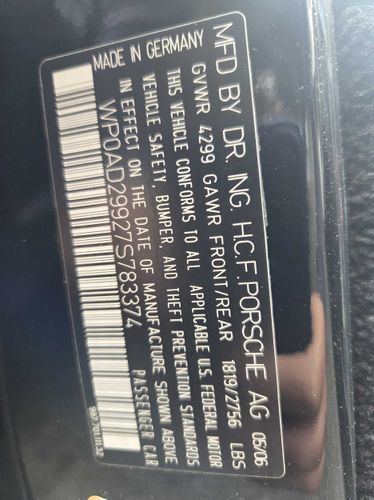 MFD BY DR. ING. H.C.F. PORSCHE AG 05/06
GVWR 4299 GAWR FRONT/REAR 1819/2756 LBS
THIS VEHICLE CONFORMS TO ALL APPLICABLE U.S. FEDERAL MOTOR
VEHICLE SAFETY, BUMPER, AND THEFT PREVENTION STANDARDS
IN EFFECT ON THE DATE OF MANUFACTURE SHOWN ABOVE
WP0AD29927S783374 PASSENGER CAR
MADE IN GERMANY